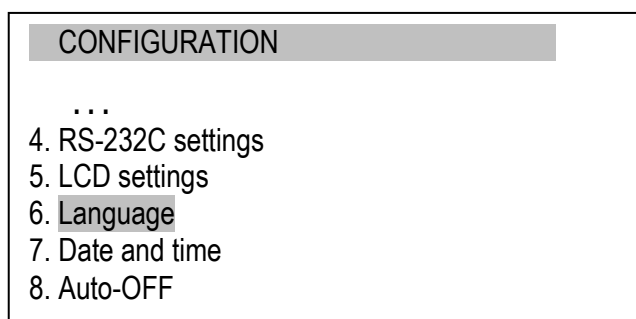 CONFIGURATION
...
4. RS-232C settings
5. LCD settings
6. Language
7. Date and time
8. Auto-OFF